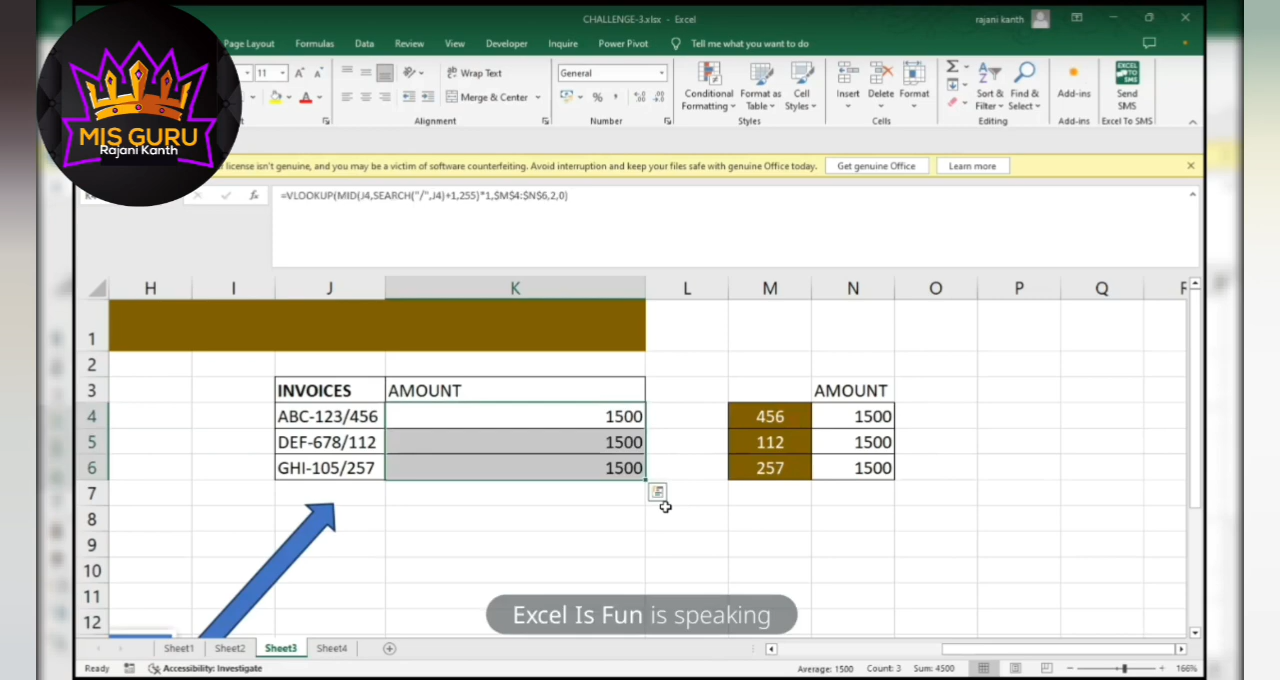 CHALLENGE-3.xlsx - Excel
rajani kanth
Page Layout Formulas Data Review View Developer Inquire Power Pivot Tell me what you want to do
MIS GURU
Rajani Kanth
11
Wrap Text
General
Merge & Center
Conditional Formatting
Format as Table
Cell Styles
Insert
Delete
Format
Sort & Filter
Find & Select
Add-ins
EXCEL TO SMS
Send SMS
Alignment
Number
Styles
Cells
Editing
Add-ins
Excel To SMS
license isn't genuine, and you may be a victim of software counterfeiting. Avoid interruption and keep your files safe with genuine Office today. Get genuine Office Learn more
fx =VLOOKUP(MID(J4,SEARCH("/",J4)+1,255)*1,$M$4:$N$6,2,0)
H I J K L M N O P Q
1
2
3 INVOICES AMOUNT AMOUNT
4 ABC-123/456 1500 456 1500
5 DEF-678/112 1500 112 1500
6 GHI-105/257 1500 257 1500
7
8
9
10
11
12
Excel Is Fun is speaking
Sheet1 Sheet2 Sheet3 Sheet4
Ready Accessibility: Investigate Average: 1500 Count: 3 Sum: 4500 166%